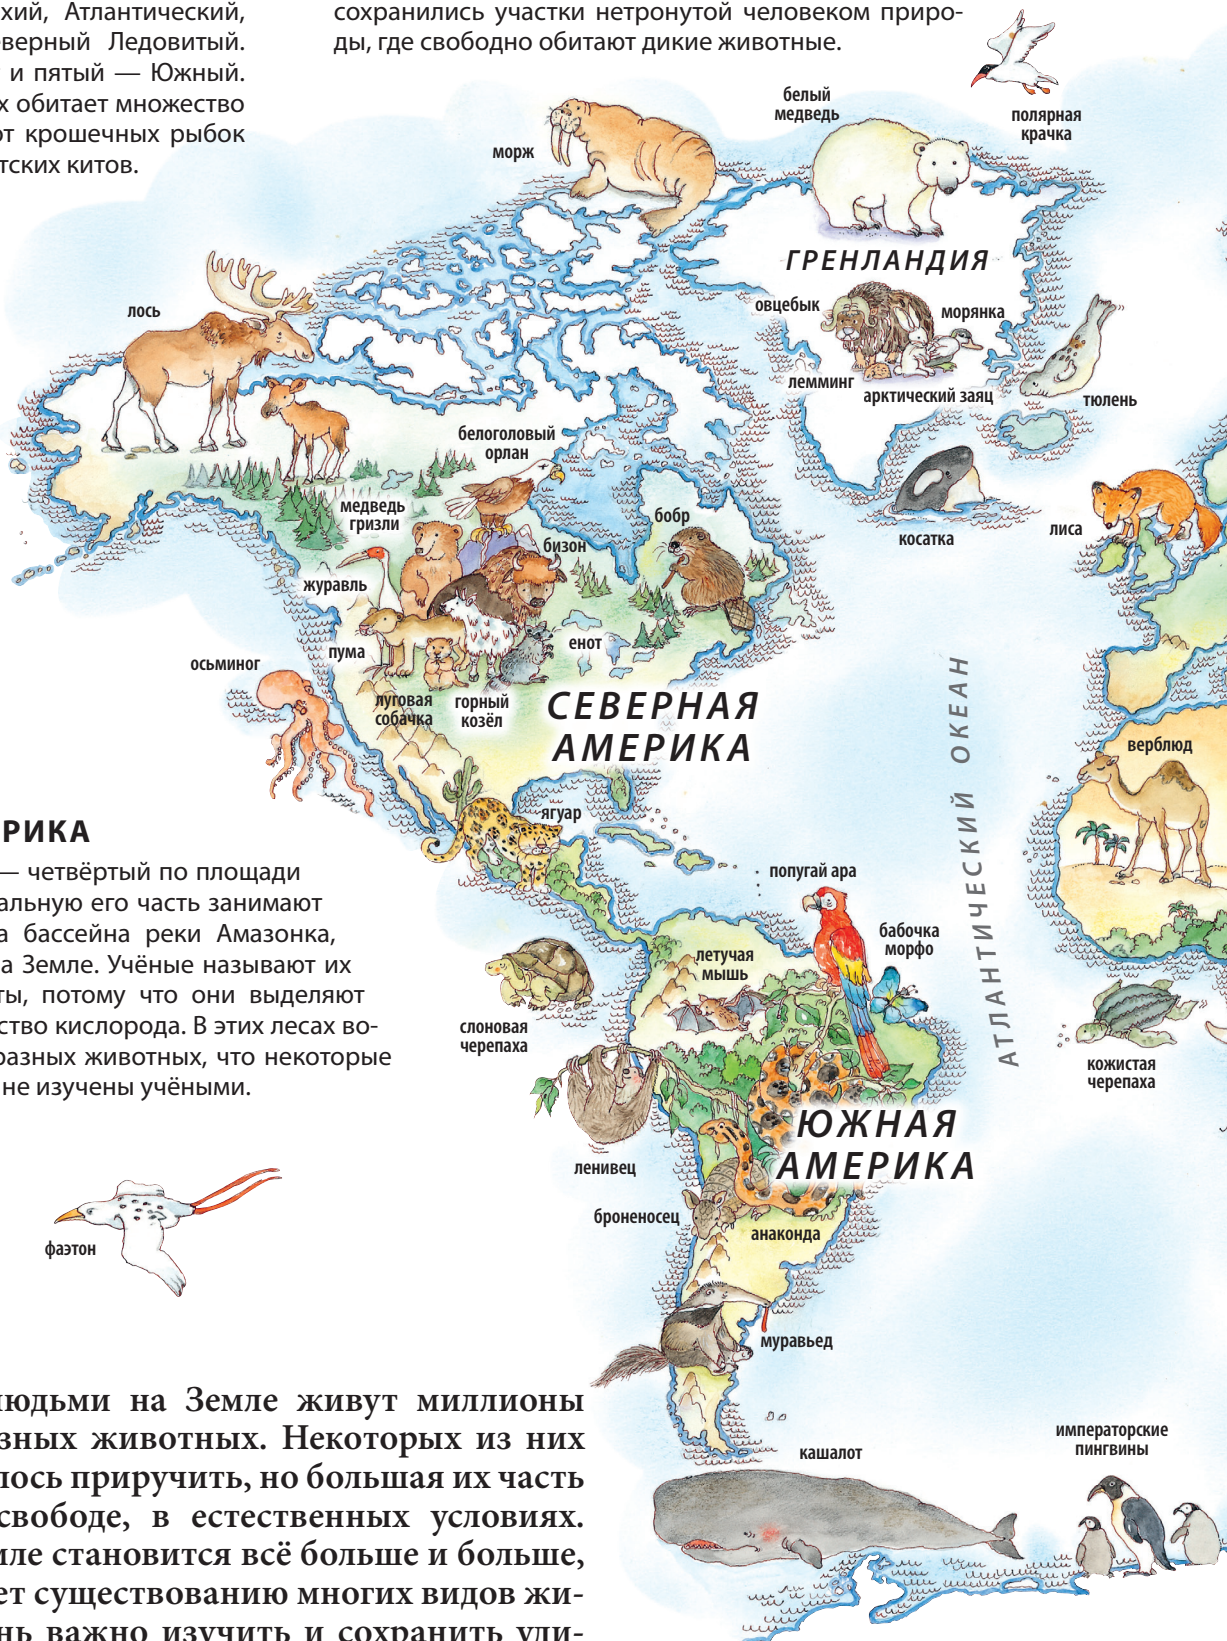 хий, Атлантический,
верный Ледовитый.
и пятый — Южный.
х обитает множество
от крошечных рыбок
тских китов.
сохранились участки нетронутой человеком приро-
ды, где свободно обитают дикие животные.
полярная
крачка
белый
медведь
морж
ГРЕНЛАНДИЯ
овцебык
морянка
лемминг
арктический заяц
тюлень
лось
белоголовый
орлан
медведь
гризли
бобр
бизон
косатка
лиса
журавль
пума
енот
осьминог
луговая
собачка
горный
козёл
СЕВЕРНАЯ
АМЕРИКА
АТЛАНТИЧЕСКИЙ ОКЕАН
верблюд
ягуар
РИКА
— четвёртый по площади
альную его часть занимают
а бассейна реки Амазонка,
а Земле. Учёные называют их
ты, потому что они выделяют
ство кислорода. В этих лесах во-
разных животных, что некоторые
не изучены учёными.
попугай ара
бабочка
морфо
летучая
мышь
слоновая
черепаха
кожистая
черепаха
ленивец
ЮЖНАЯ
АМЕРИКА
броненосец
анаконда
фаэтон
муравьед
людьми на Земле живут миллионы
зных животных. Некоторых из них
лось приручить, но большая их часть
свободе, в естественных условиях.
иле становится всё больше и больше,
ет существованию многих видов жи-
нь важно изучить и сохранить уди-
кашалот
императорские
пингвины